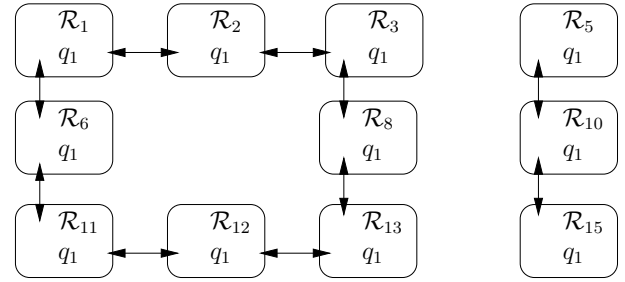 R₁ R₂ R₃ R₅
q₁ q₁ q₁ q₁
R₆ R₈ R₁₀
q₁ q₁ q₁
R₁₁ R₁₂ R₁₃ R₁₅
q₁ q₁ q₁ q₁